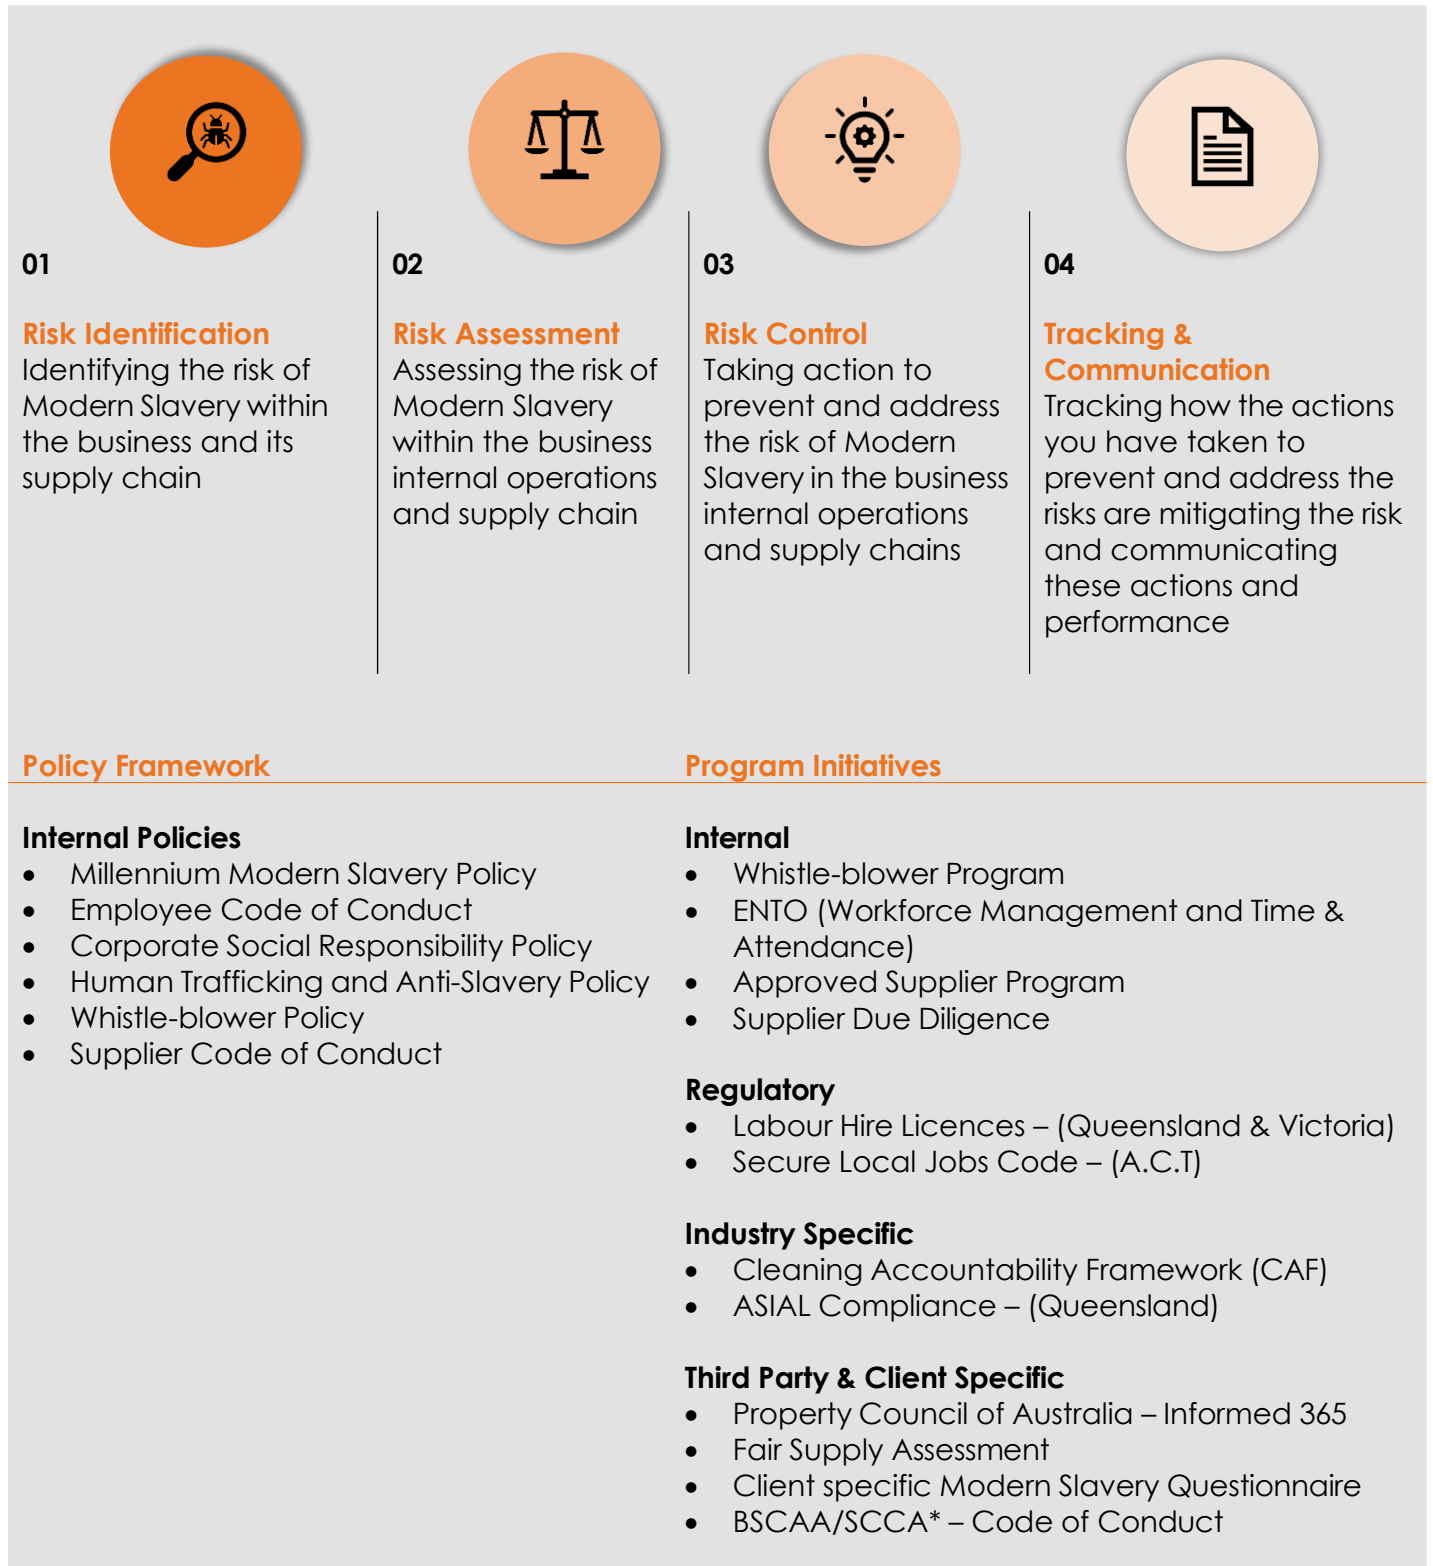 01
Risk Identification
Identifying the risk of
Modern Slavery within
the business and its
supply chain
02
Risk Assessment
Assessing the risk of
Modern Slavery
within the business
internal operations
and supply chain
03
Risk Control
Taking action to
prevent and address
the risk of Modern
Slavery in the business
internal operations
and supply chains
04
Tracking &
Communication
Tracking how the actions
you have taken to
prevent and address the
risks are mitigating the risk
and communicating
these actions and
performance
Policy Framework
Internal Policies
• Millennium Modern Slavery Policy
• Employee Code of Conduct
• Corporate Social Responsibility Policy
• Human Trafficking and Anti-Slavery Policy
• Whistle-blower Policy
• Supplier Code of Conduct
Program Initiatives
Internal
• Whistle-blower Program
• ENTO (Workforce Management and Time &
Attendance)
• Approved Supplier Program
• Supplier Due Diligence
Regulatory
• Labour Hire Licences – (Queensland & Victoria)
• Secure Local Jobs Code – (A.C.T)
Industry Specific
• Cleaning Accountability Framework (CAF)
• ASIAL Compliance – (Queensland)
Third Party & Client Specific
• Property Council of Australia – Informed 365
• Fair Supply Assessment
• Client specific Modern Slavery Questionnaire
• BSCAA/SCCA* – Code of Conduct